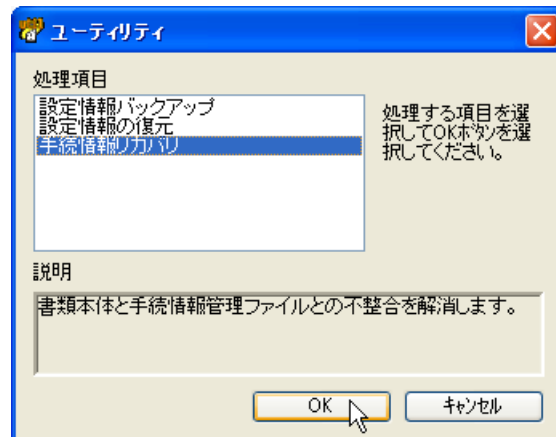 ユーティリティ
処理項目
設定情報バックアップ
設定情報の復元
手続情報リカバリ
処理する項目を選
択してOKボタンを選
択してください。
説明
書類本体と手続情報管理ファイルとの不整合を解消します。
OK
キャンセル